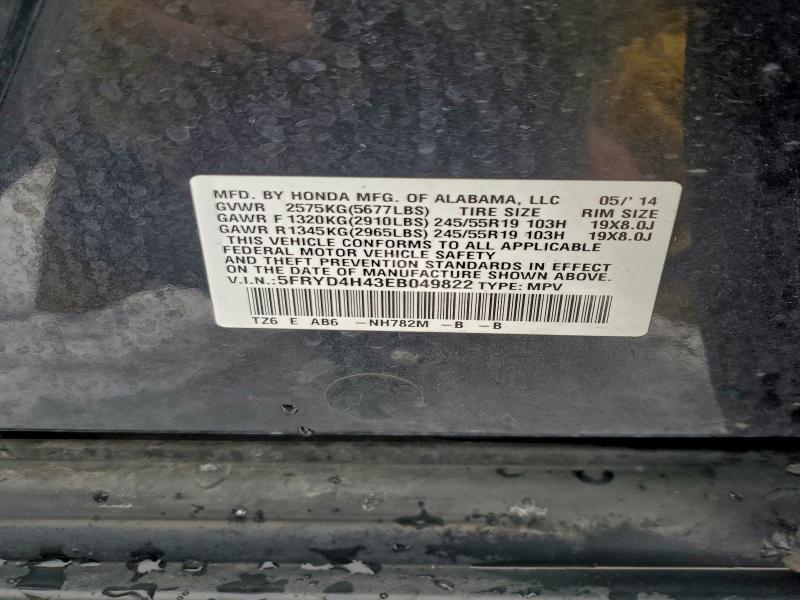 MFD. BY HONDA MFG. OF ALABAMA, LLC 05/'14
GVWR 2575KG(5677LBS) TIRE SIZE RIM SIZE
GAWR F 1320KG(2910LBS) 245/55R19 103H 19X8.0J
GAWR R 1345KG(2965LBS) 245/55R19 103H 19X8.0J
THIS VEHICLE CONFORMS TO ALL APPLICABLE
FEDERAL MOTOR VEHICLE SAFETY
AND THEFT PREVENTION STANDARDS IN EFFECT
ON THE DATE OF MANUFACTURE SHOWN ABOVE.
V.I.N.:5FRYD4H43EB049822 TYPE: MPV
TZ6 E AB6 -NH782M -B -B